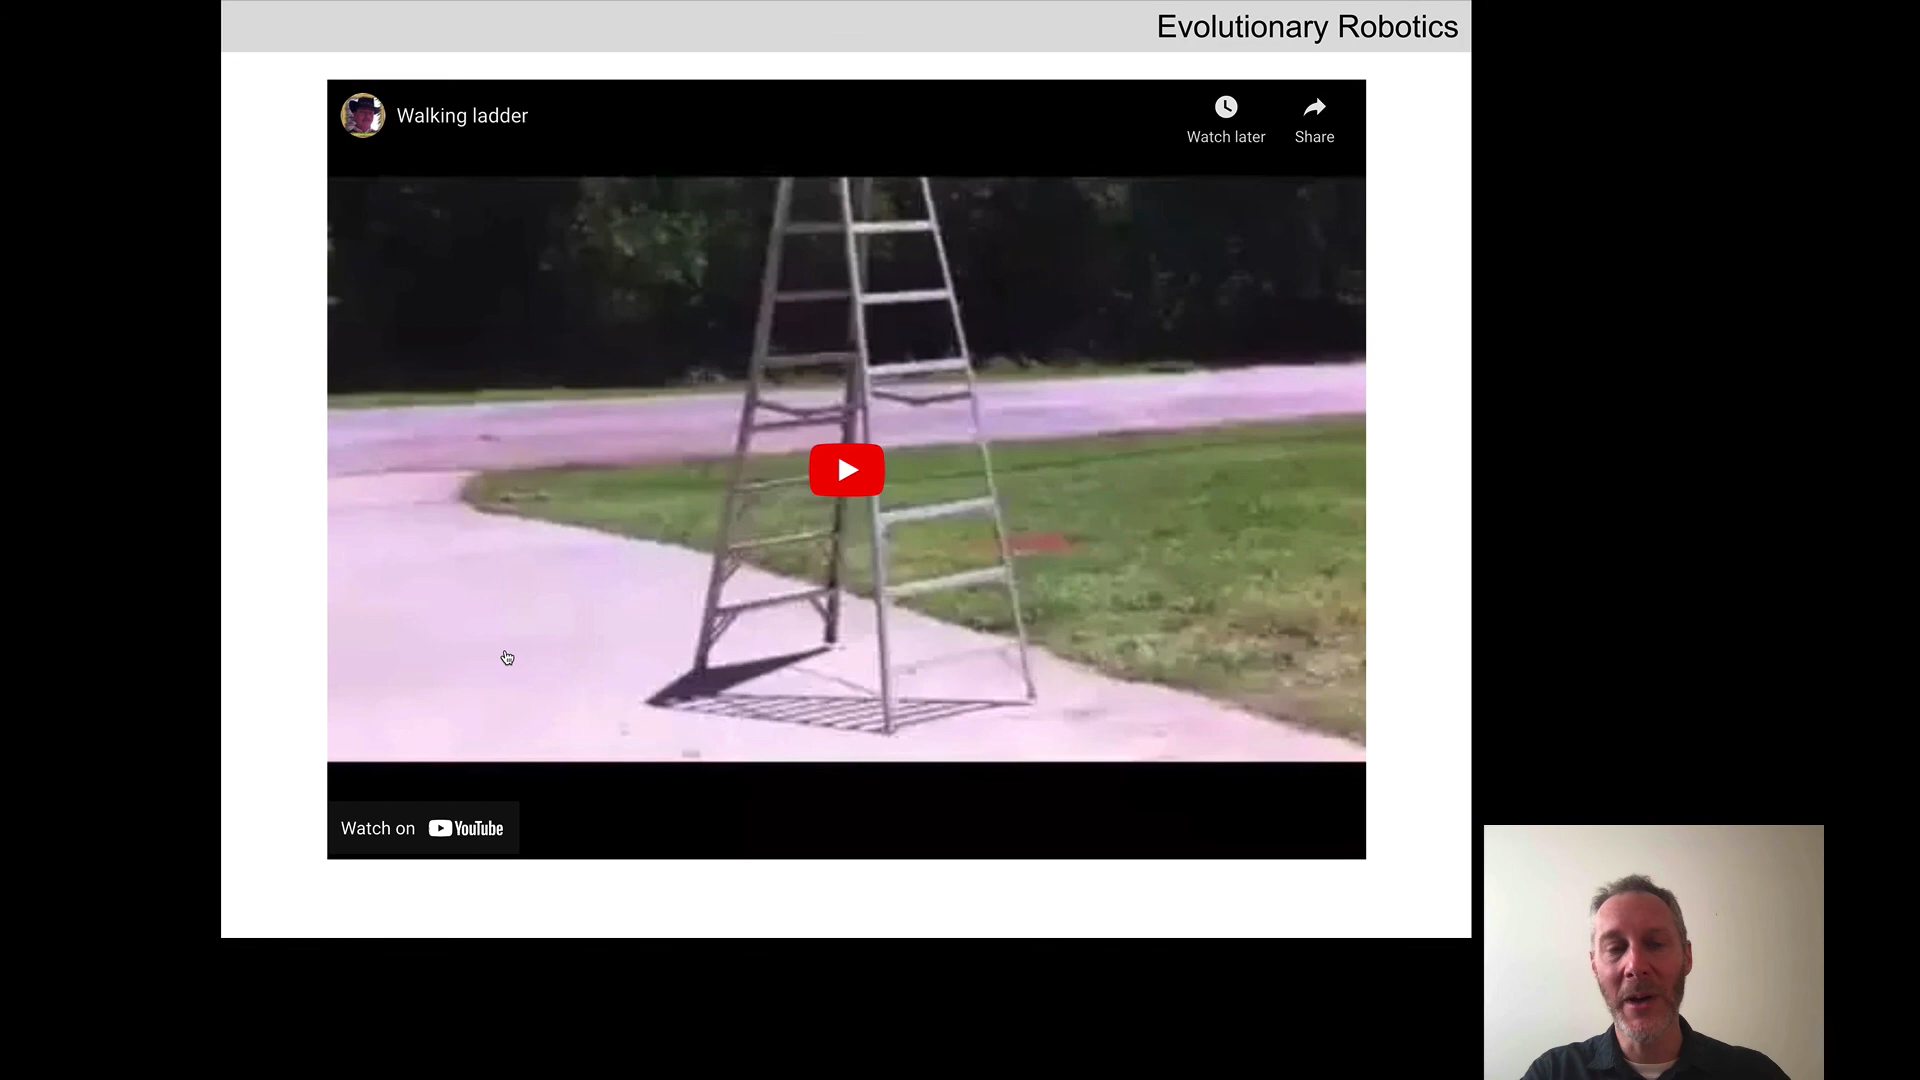 Evolutionary Robotics
Walking ladder
Watch later
Share
Watch on YouTube